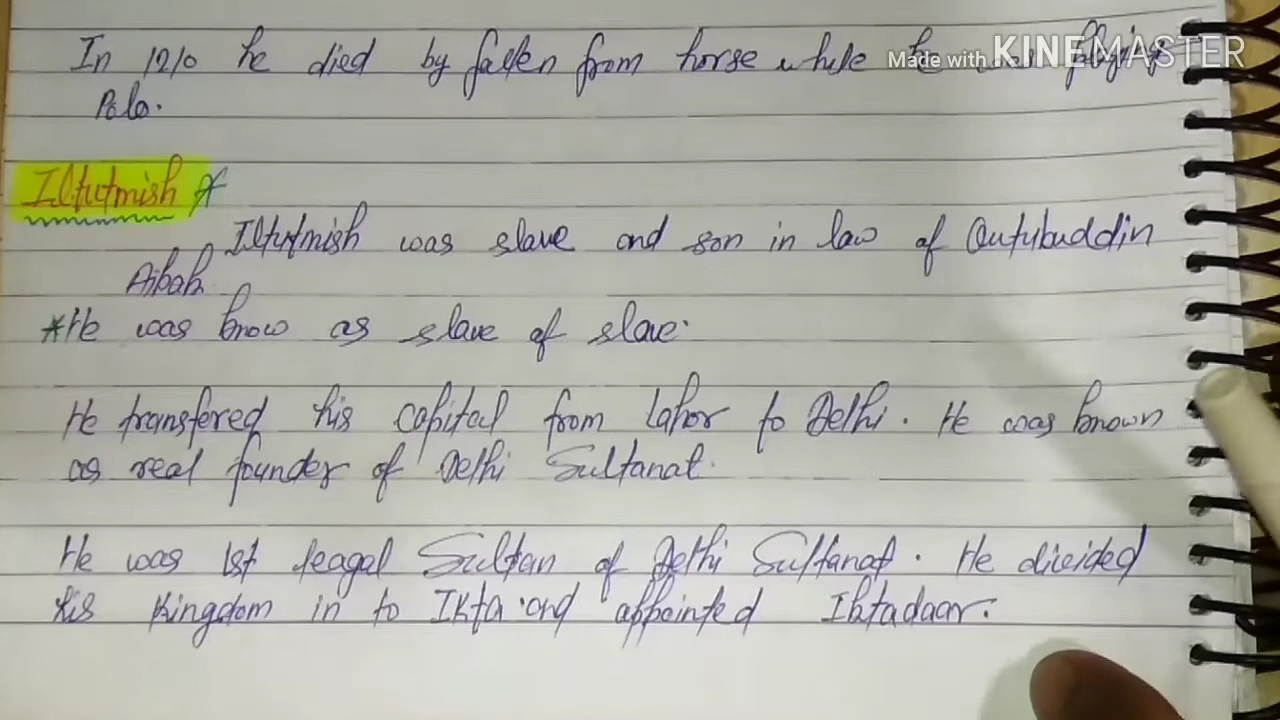 In 1210 he died by fallen from horse while he was playing
Polo.
Made with KINEMASTER
Iltutmish
Iltutmish was slave and son in law of Qutubuddin
Aibak
*He was know as slave of slave.
He transfered his capital from Lahor to Delhi. He was known
as real founder of Delhi Sultanat.
He was 1st leagal Sultan of Delhi Sultanat. He divided
his Kingdom in to IKta and appointed Iktadaar.